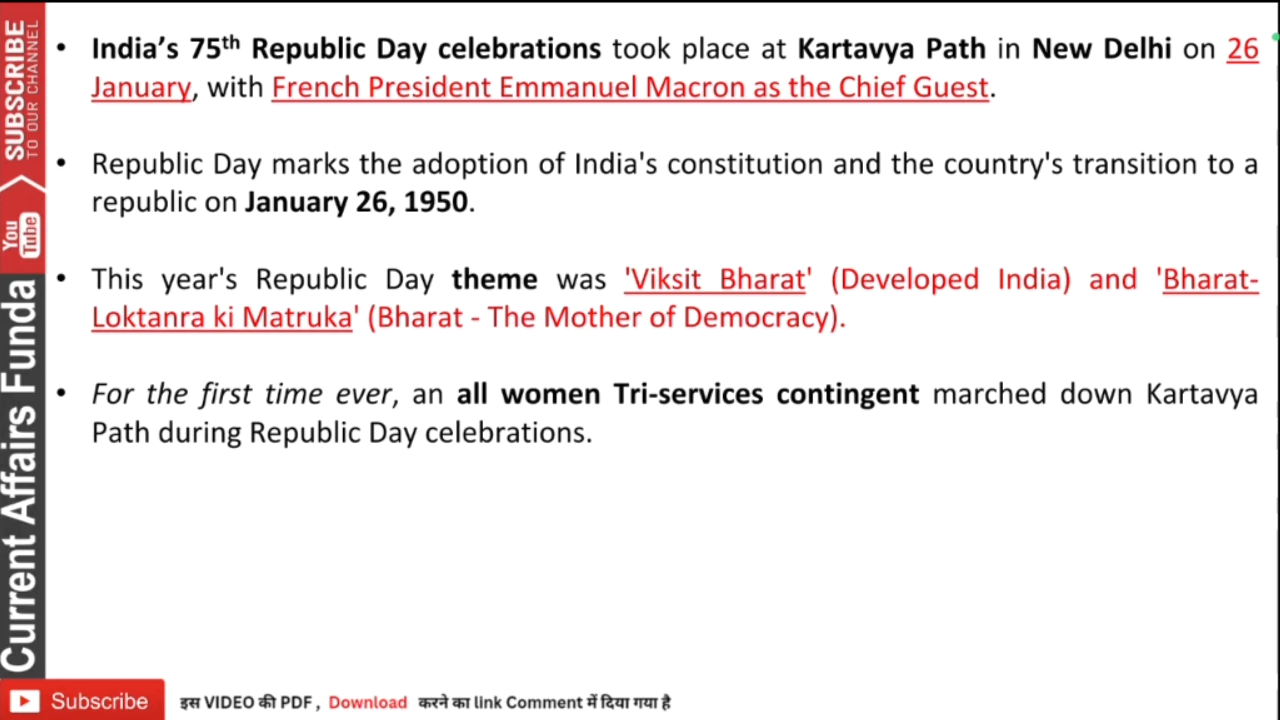 • India’s 75th Republic Day celebrations took place at Kartavya Path in New Delhi on 26
January, with French President Emmanuel Macron as the Chief Guest.
• Republic Day marks the adoption of India's constitution and the country's transition to a
republic on January 26, 1950.
• This year's Republic Day theme was 'Viksit Bharat' (Developed India) and 'Bharat-
Loktanra ki Matruka' (Bharat - The Mother of Democracy).
• For the first time ever, an all women Tri-services contingent marched down Kartavya
Path during Republic Day celebrations.
SUBSCRIBE
TO OUR CHANNEL
You
Tube
Current Affairs Funda
Subscribe
इस VIDEO की PDF , Download करने का link Comment में दिया गया है